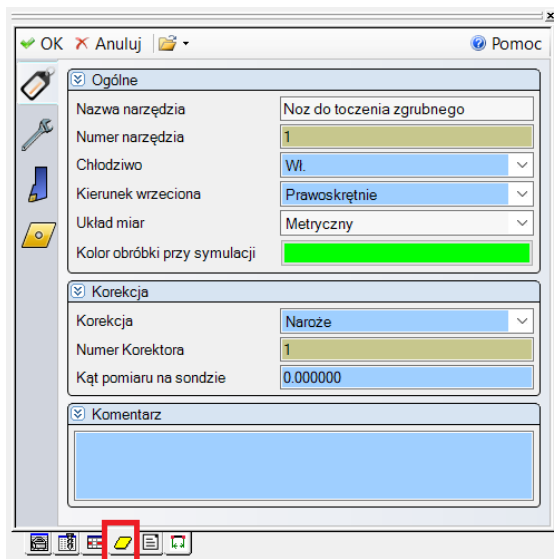 OK Anuluj Pomoc
Ogólne
Nazwa narzędzia Noz do toczenia zgrubnego
Numer narzędzia 1
Chłodziwo Wł.
Kierunek wrzeciona Prawoskrętnie
Układ miar Metryczny
Kolor obróbki przy symulacji
Korekcja
Korekcja Naroże
Numer Korektora 1
Kąt pomiaru na sondzie 0.000000
Komentarz